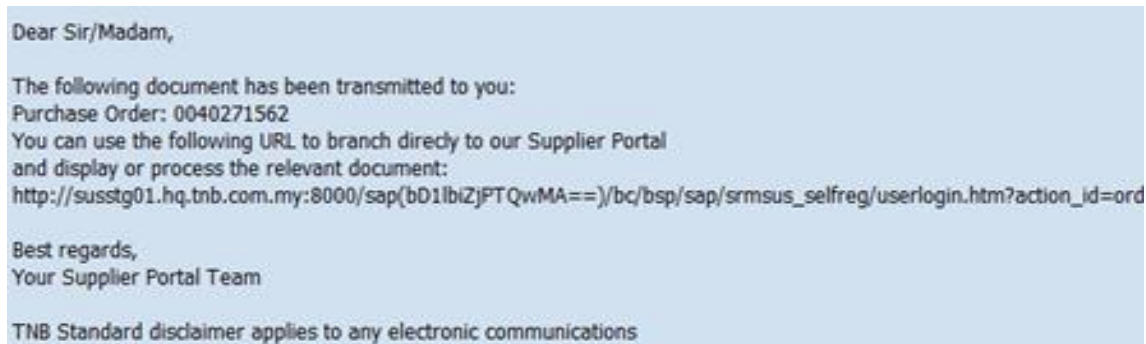 Dear Sir/Madam,
The following document has been transmitted to you:
Purchase Order: 0040271562
You can use the following URL to branch direcly to our Supplier Portal
and display or process the relevant document:
http://susstg01.hq.tnb.com.my:8000/sap(bD1lbiZjPTQwMA==)/bc/bsp/sap/srmsus_selfreg/userlogin.htm?action_id=ord
Best regards,
Your Supplier Portal Team
TNB Standard disclaimer applies to any electronic communications